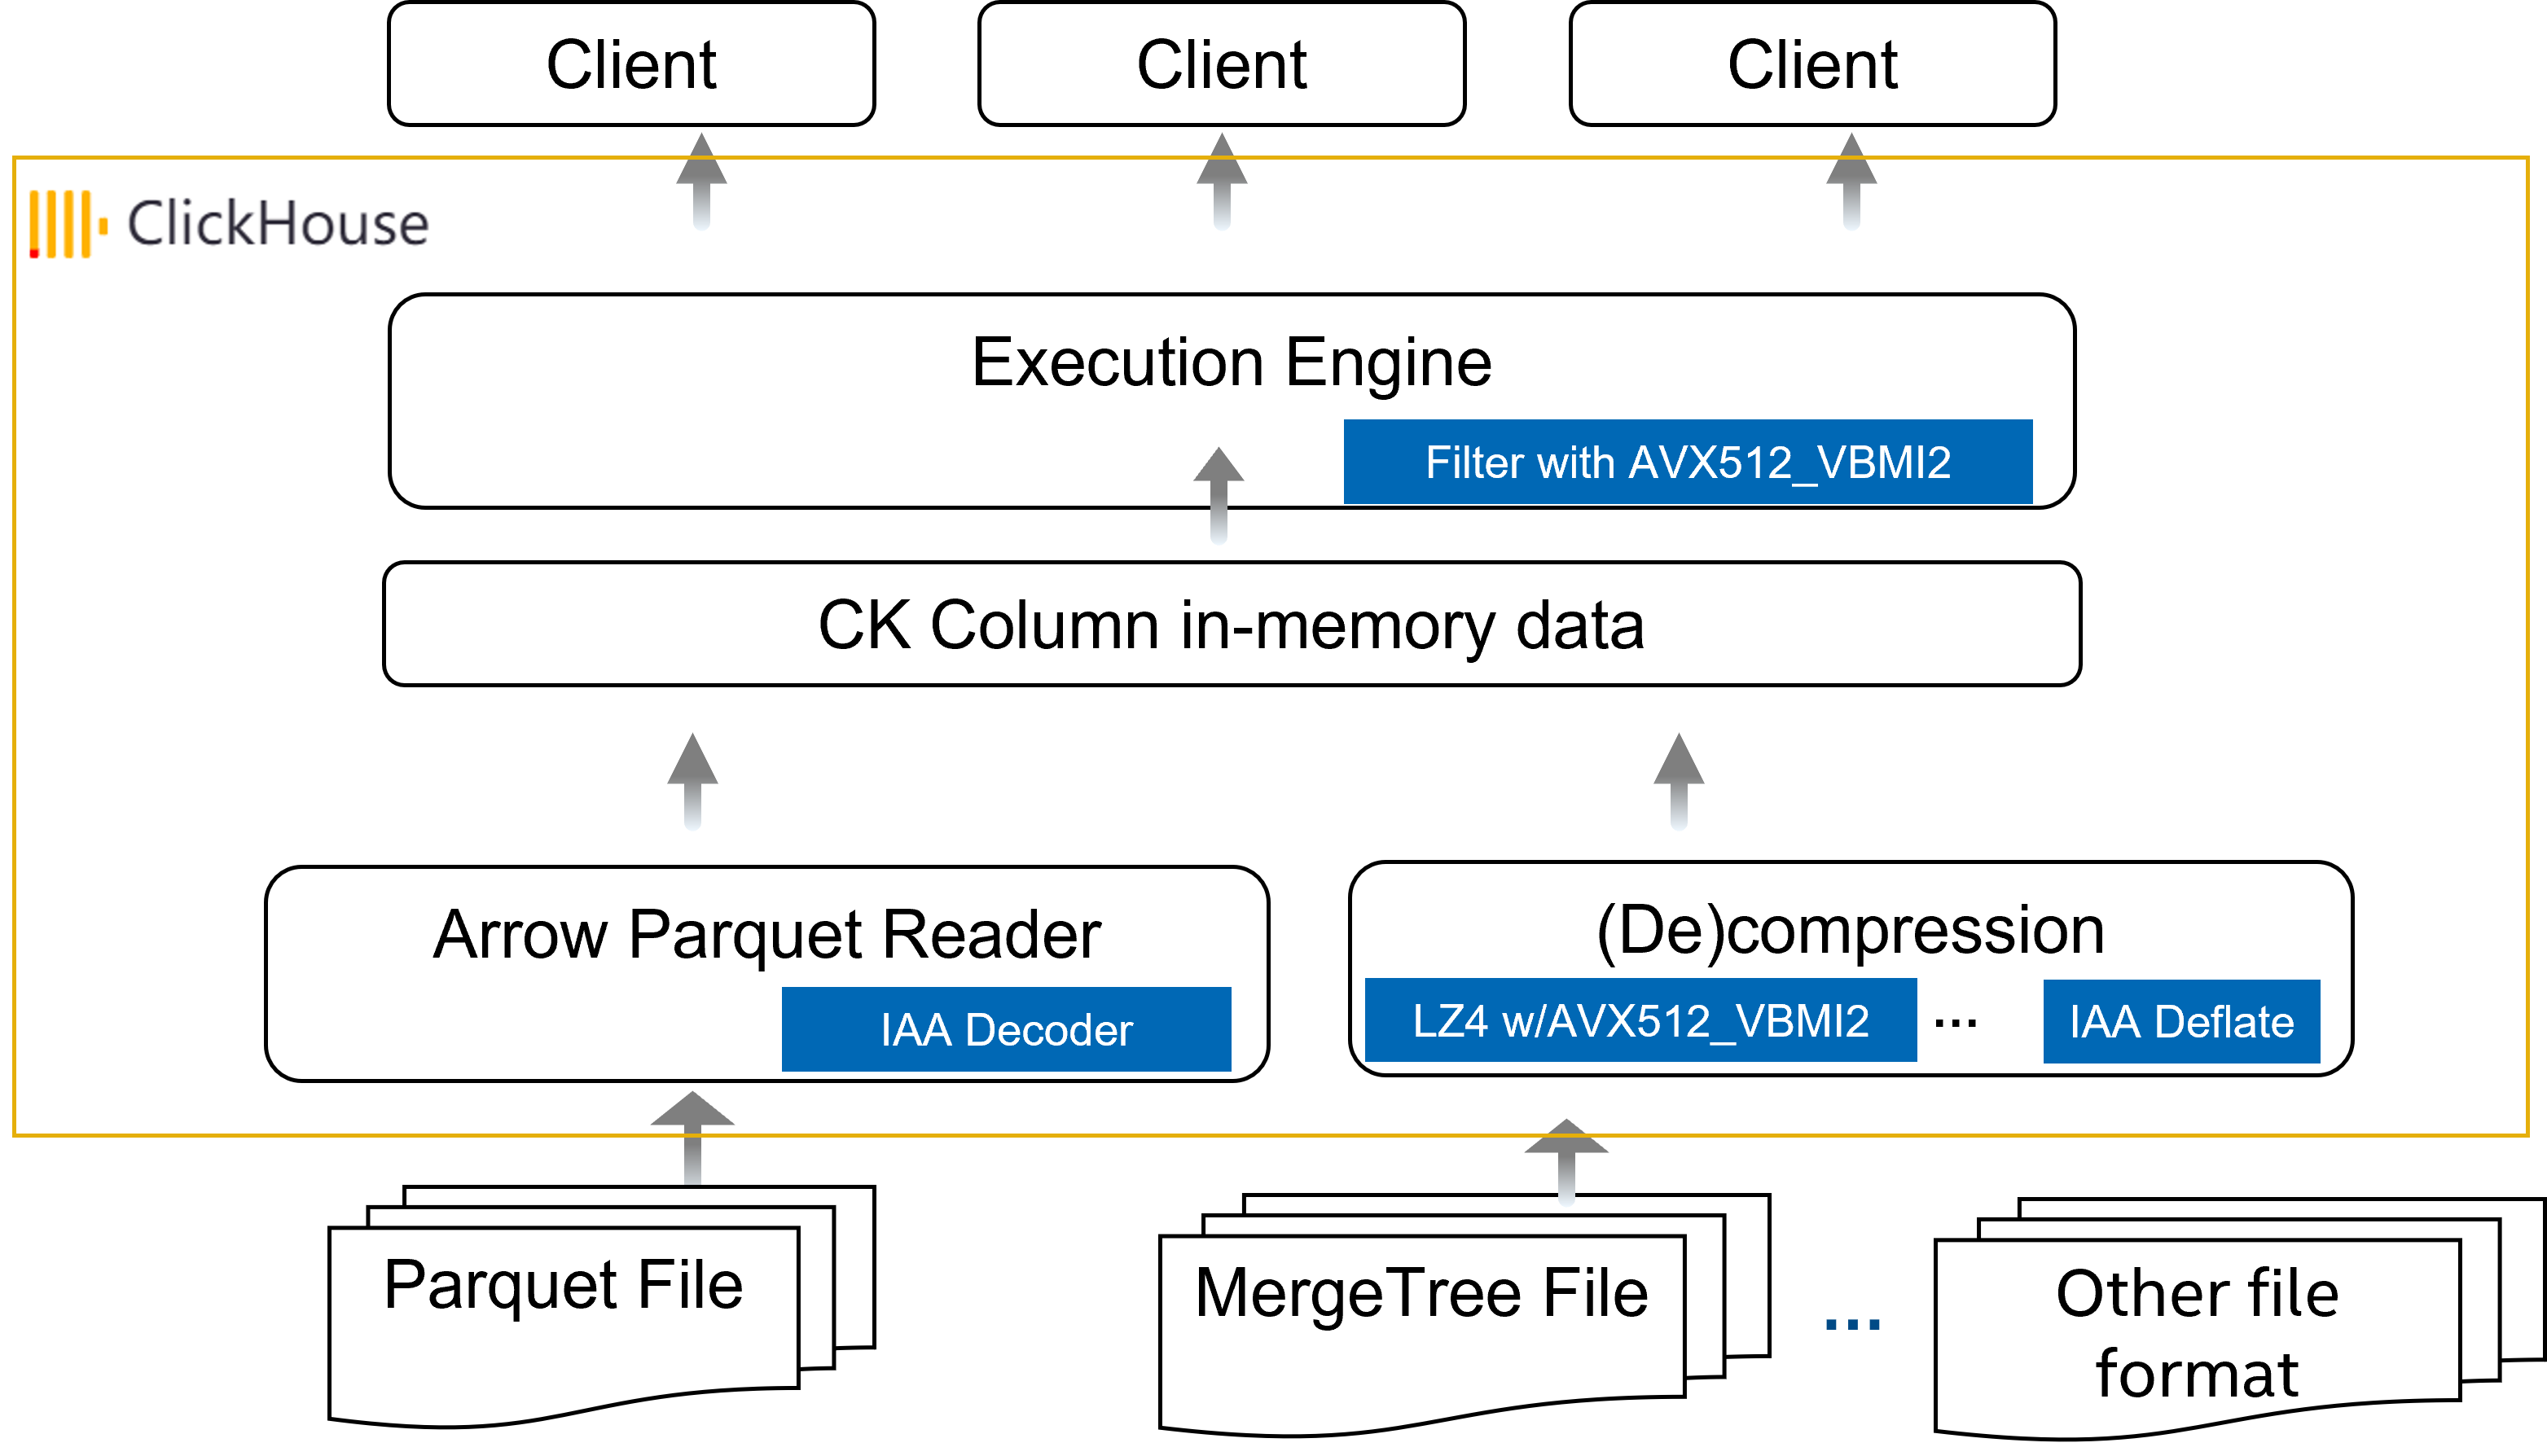 Client
Client
Client
ClickHouse
Execution Engine
Filter with AVX512_VBMI2
CK Column in-memory data
Arrow Parquet Reader
IAA Decoder
(De)compression
LZ4 w/AVX512_VBMI2
...
IAA Deflate
Parquet File
MergeTree File
...
Other file
format